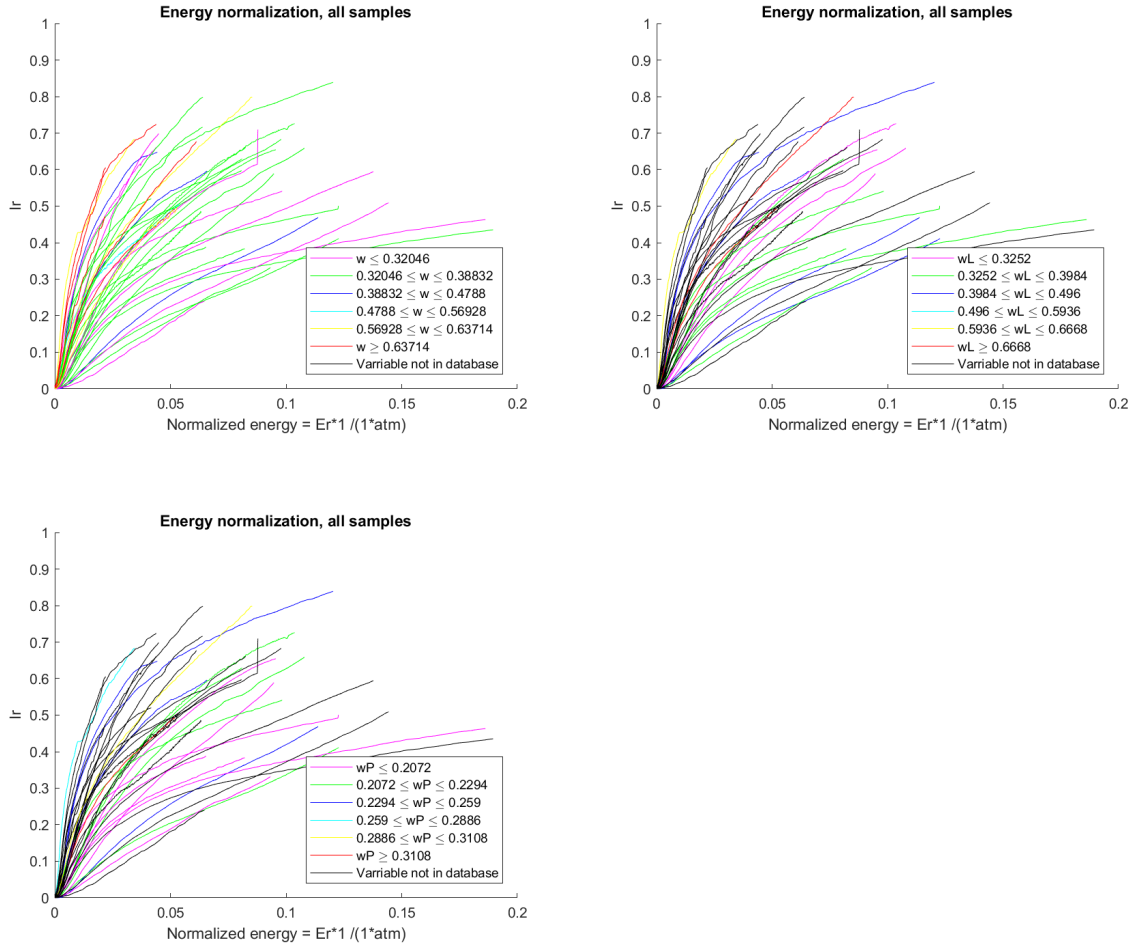 Energy normalization, all samples
1
0.9
0.8
0.7
0.6
0.5
0.4
0.3
0.2
0.1
0
Ir
w ≤ 0.32046
0.32046 ≤ w ≤ 0.38832
0.38832 ≤ w ≤ 0.4788
0.4788 ≤ w ≤ 0.56928
0.56928 ≤ w ≤ 0.63714
w ≥ 0.63714
Varriable not in database
0 0.05 0.1 0.15 0.2
Normalized energy = Er*1 /(1*atm)
Energy normalization, all samples
1
0.9
0.8
0.7
0.6
0.5
0.4
0.3
0.2
0.1
0
Ir
wL ≤ 0.3252
0.3252 ≤ wL ≤ 0.3984
0.3984 ≤ wL ≤ 0.496
0.496 ≤ wL ≤ 0.5936
0.5936 ≤ wL ≤ 0.6668
wL ≥ 0.6668
Varriable not in database
0 0.05 0.1 0.15 0.2
Normalized energy = Er*1 /(1*atm)
Energy normalization, all samples
1
0.9
0.8
0.7
0.6
0.5
0.4
0.3
0.2
0.1
0
Ir
wP ≤ 0.2072
0.2072 ≤ wP ≤ 0.2294
0.2294 ≤ wP ≤ 0.259
0.259 ≤ wP ≤ 0.2886
0.2886 ≤ wP ≤ 0.3108
wP ≥ 0.3108
Varriable not in database
0 0.05 0.1 0.15 0.2
Normalized energy = Er*1 /(1*atm)